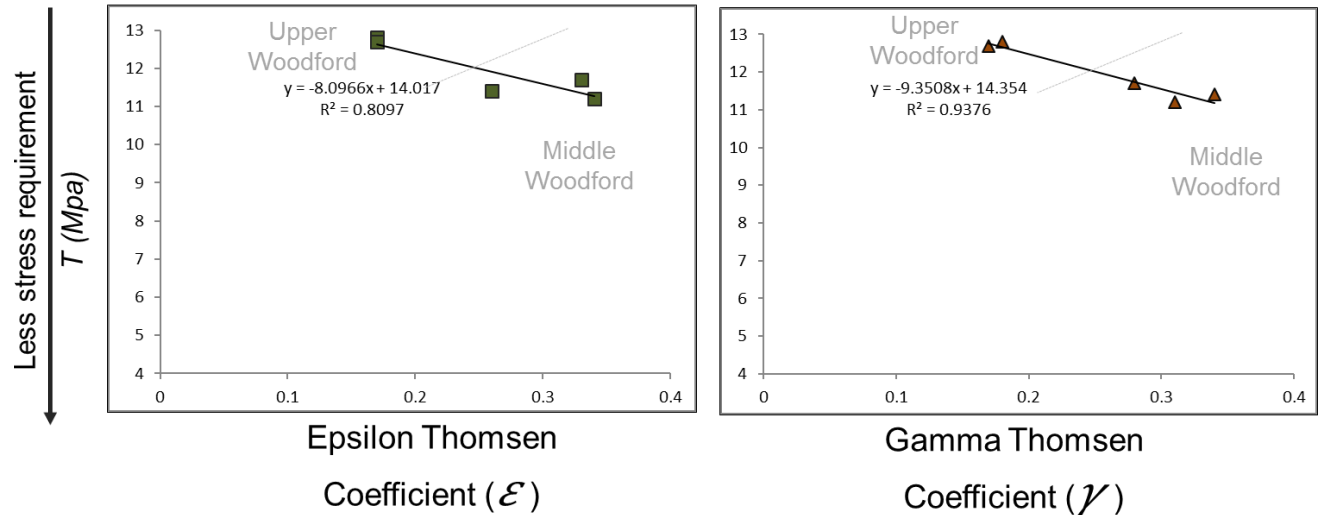 Less stress requirement
T (Mpa)
13
12
11
10
9
8
7
6
5
4
0
0.1
0.2
0.3
0.4
Upper
Woodford
y = -8.0966x + 14.017
R² = 0.8097
Middle
Woodford
Epsilon Thomsen
Coefficient (ℰ)
13
12
11
10
9
8
7
6
5
4
0
0.1
0.2
0.3
0.4
Upper
Woodford
y = -9.3508x + 14.354
R² = 0.9376
Middle
Woodford
Gamma Thomsen
Coefficient (γ)